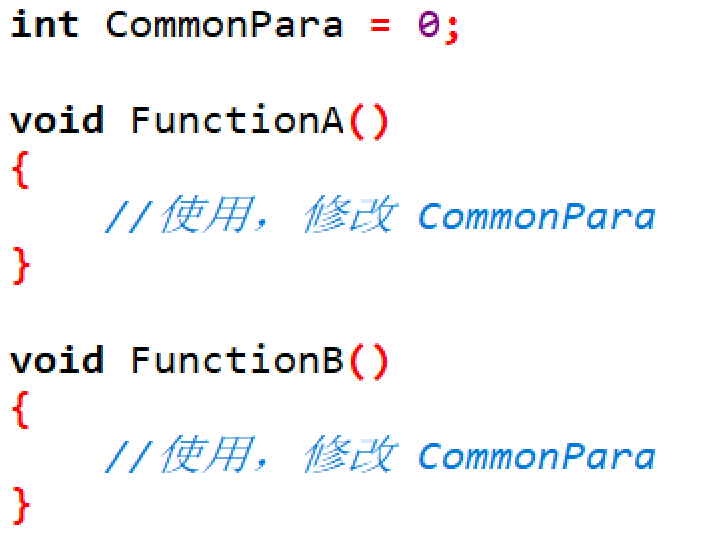 int CommonPara = 0;
void FunctionA()
{
//使用，修改 CommonPara
}
void FunctionB()
{
//使用，修改 CommonPara
}